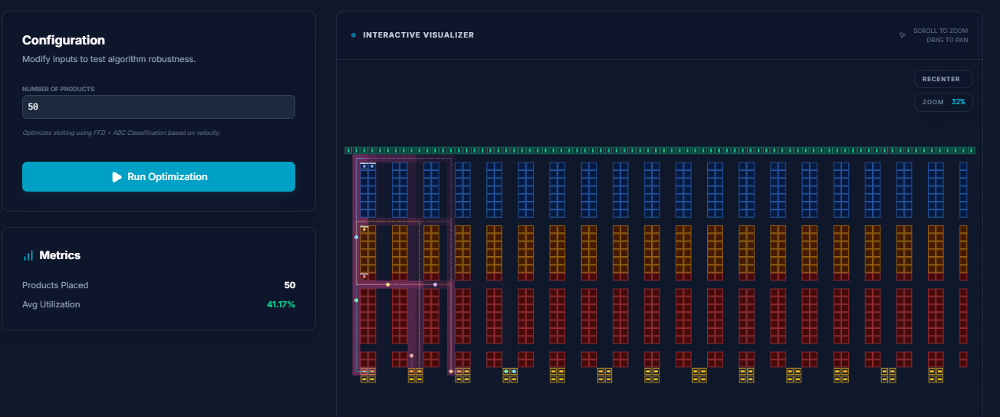 Configuration
Modify inputs to test algorithm robustness.
NUMBER OF PRODUCTS
50
Optimizes slotting using FFD + ABC Classification based on velocity.
Run Optimization
Metrics
Products Placed 50
Avg Utilization 41.17%
INTERACTIVE VISUALIZER
SCROLL TO ZOOM
DRAG TO PAN
RECENTER
ZOOM 32%